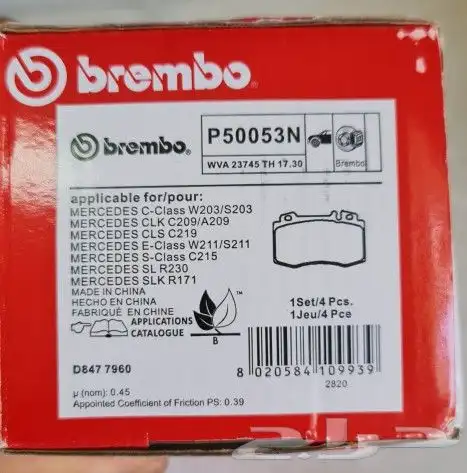 brembo®
brembo®
P50053N
WVA 23745 TH 17.30
Brembo
applicable for/pour:
MERCEDES C-Class W203/S203
MERCEDES CLK C209/A209
MERCEDES CLS C219
MERCEDES E-Class W211/S211
MERCEDES S-Class C215
MERCEDES SL R230
MERCEDES SLK R171
MADE IN CHINA
HECHO EN CHINA
FABRIQUÉ EN CHINE
APPLICATIONS
CATALOGUE
B
1Set/4 Pcs.
1Jeu/4 Pce
D847 7960
8 020584 109939
2820
μ (nom): 0.45
Appointed Coefficient of Friction PS: 0.39